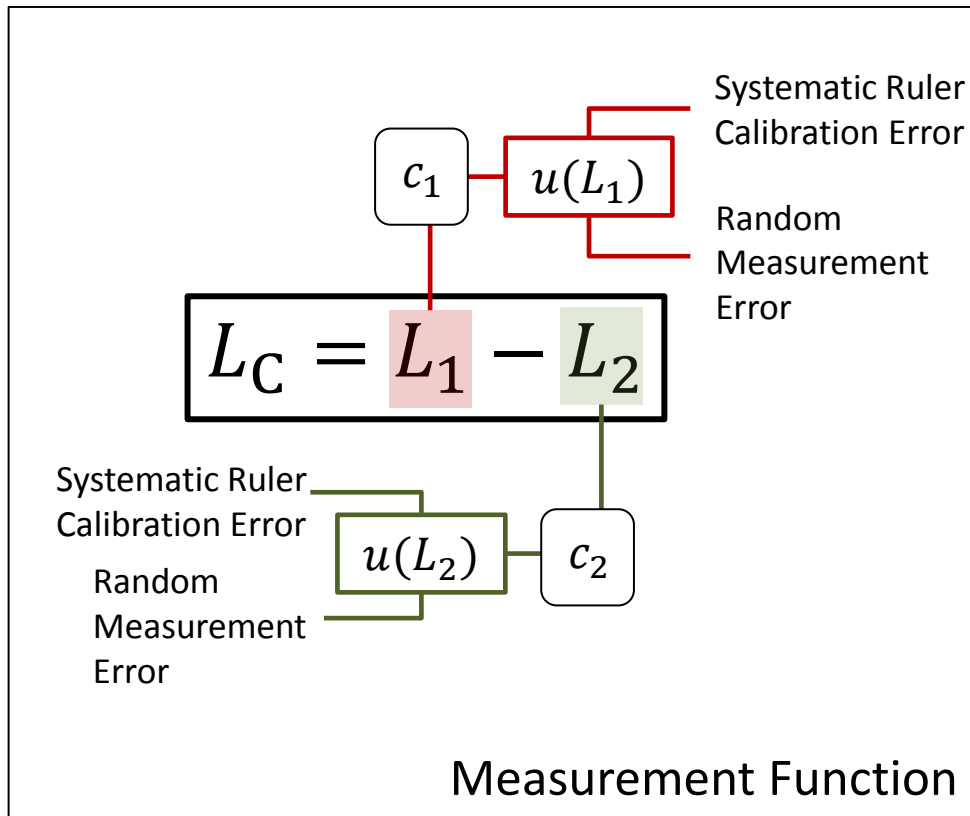 Systematic Ruler
Calibration Error
c₁
u(L₁)
Random
Measurement
Error
L_C = L₁ − L₂
Systematic Ruler
Calibration Error
u(L₂)
c₂
Random
Measurement
Error
Measurement Function